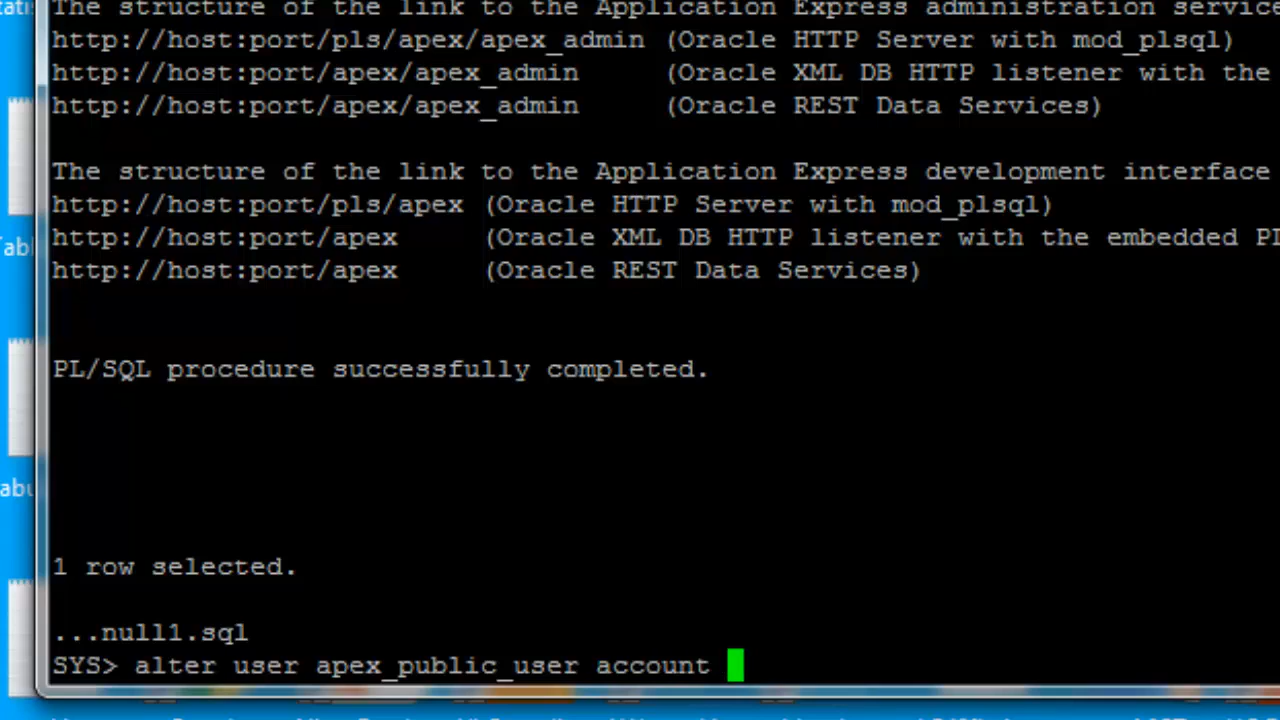 The structure of the link to the Application Express administration service
http://host:port/pls/apex/apex_admin (Oracle HTTP Server with mod_plsql)
http://host:port/apex/apex_admin (Oracle XML DB HTTP listener with the
http://host:port/apex/apex_admin (Oracle REST Data Services)
The structure of the link to the Application Express development interface
http://host:port/pls/apex (Oracle HTTP Server with mod_plsql)
http://host:port/apex (Oracle XML DB HTTP listener with the embedded
http://host:port/apex (Oracle REST Data Services)
PL/SQL procedure successfully completed.
1 row selected.
...null1.sql
SYS> alter user apex_public_user account